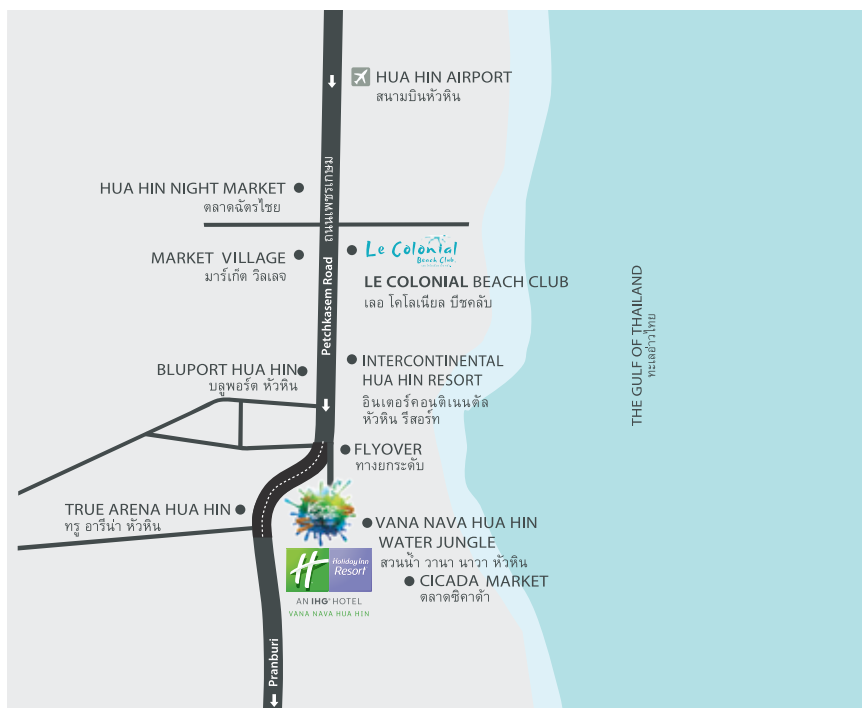 HUA HIN AIRPORT
สนามบินหัวหิน
HUA HIN NIGHT MARKET
ตลาดฉัตรไชย
ถนนเพชรเกษม
Petchkasem Road
MARKET VILLAGE
มาร์เก็ต วิลเลจ
Le Colonial
Beach Club
LE COLONIAL BEACH CLUB
เลอ โคโลเนียล บีชคลับ
THE GULF OF THAILAND
ทะเลอ่าวไทย
BLUPORT HUA HIN
บลูพอร์ต หัวหิน
INTERCONTINENTAL
HUA HIN RESORT
อินเตอร์คอนติเนนตัล
หัวหิน รีสอร์ท
FLYOVER
ทางยกระดับ
TRUE ARENA HUA HIN
ทรู อารีน่า หัวหิน
VANA NAVA HUA HIN
WATER JUNGLE
สวนน้ำ วานา นาวา หัวหิน
H
Holiday Inn
Resort
AN IHG® HOTEL
VANA NAVA HUA HIN
CICADA MARKET
ตลาดซิคาด้า
Pranburi